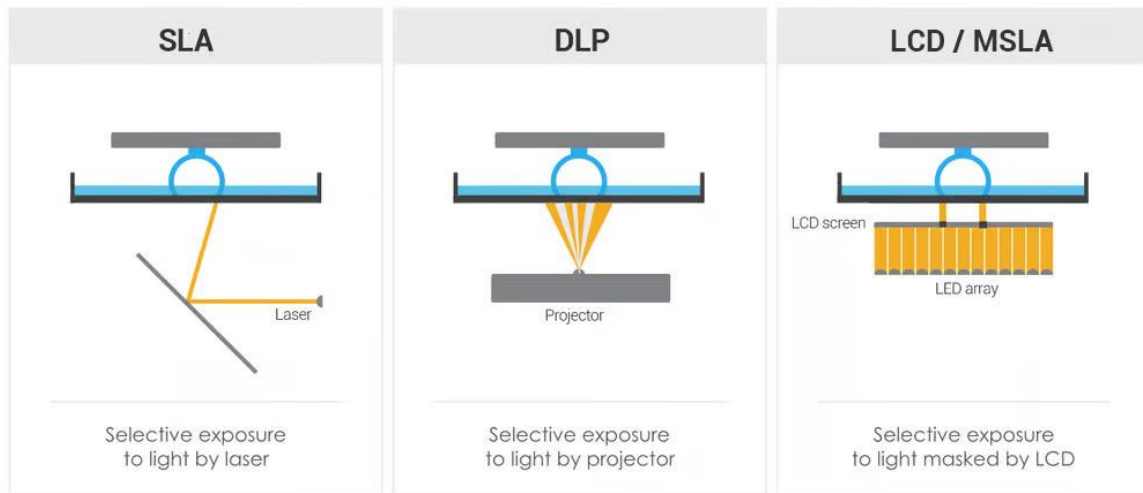 SLA
Laser
Selective exposure
to light by laser
DLP
Projector
Selective exposure
to light by projector
LCD / MSLA
LCD screen
LED array
Selective exposure
to light masked by LCD